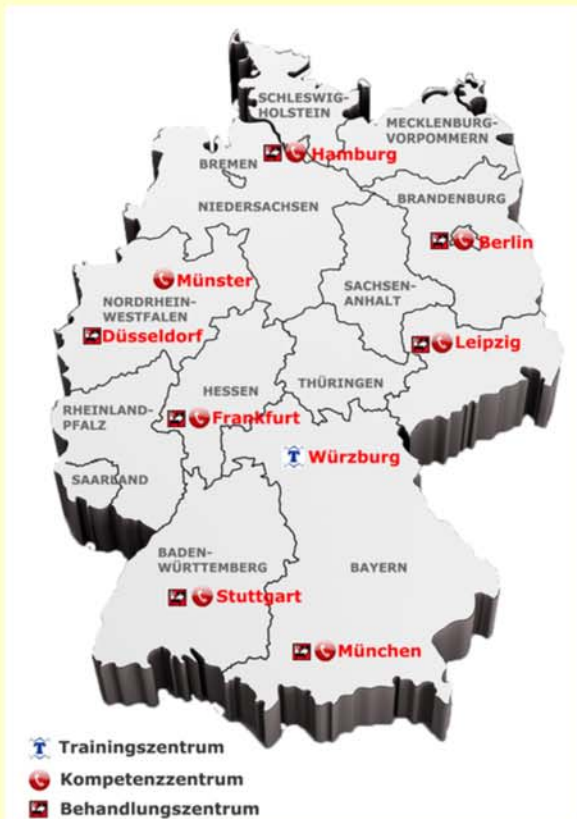 SCHLESWIG-
HOLSTEIN
MECKLENBURG-
VORPOMMERN
Hamburg
BREMEN
BRANDENBURG
NIEDERSACHSEN
Berlin
Münster
SACHSEN-
ANHALT
NORDRHEIN-
WESTFALEN
Düsseldorf
Leipzig
HESSEN
THÜRINGEN
RHEINLAND-
PFALZ
Frankfurt
T Würzburg
SAARLAND
BADEN-
WÜRTTEMBERG
BAYERN
Stuttgart
München
T Trainingszentrum
Kompetenzzentrum
Behandlungszentrum